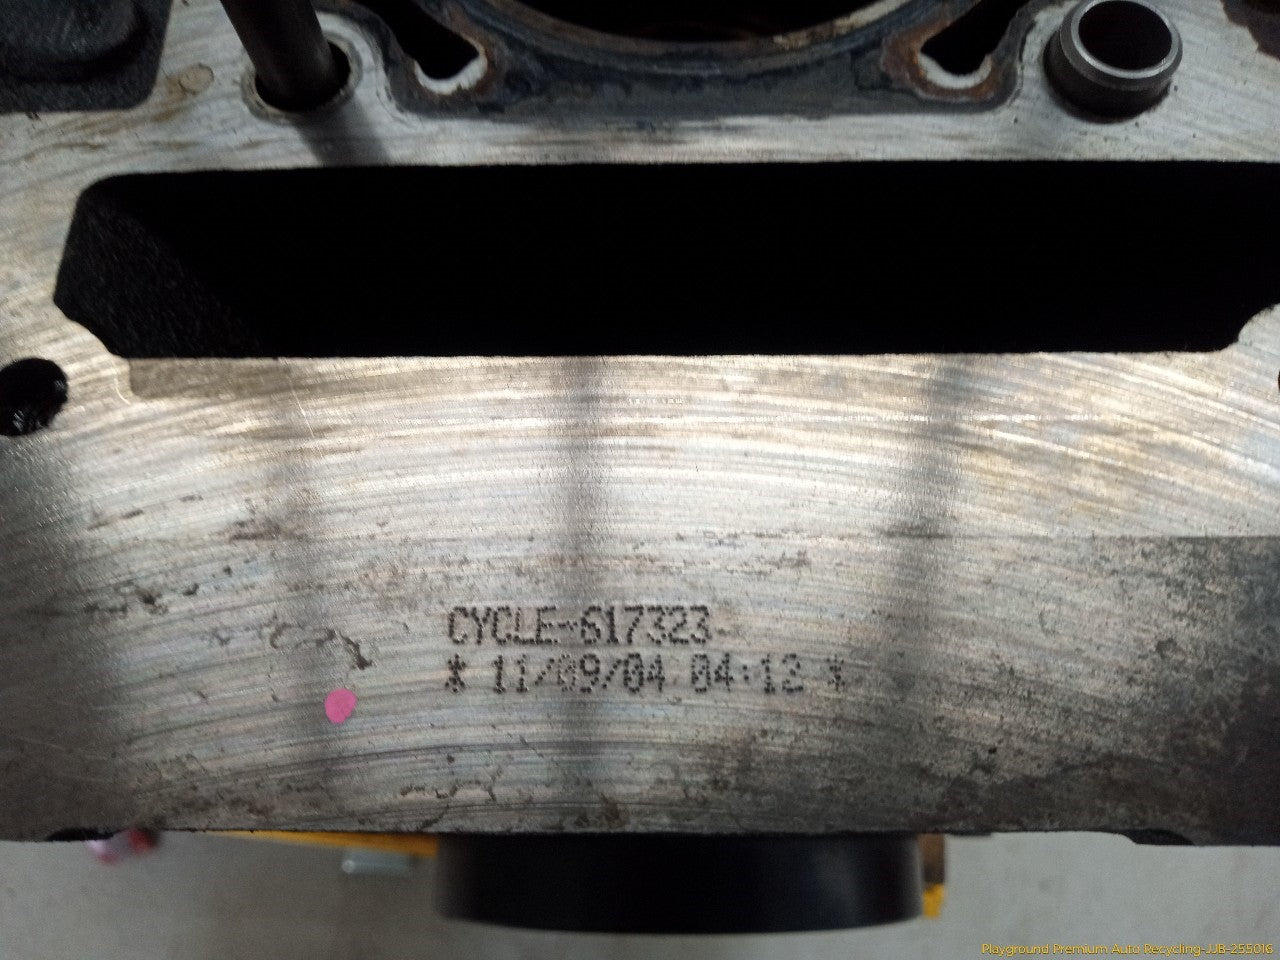 CYCLE-617323
* 11/09/04 04:12 *
Playground Premium Auto Recycling-JJB-255016